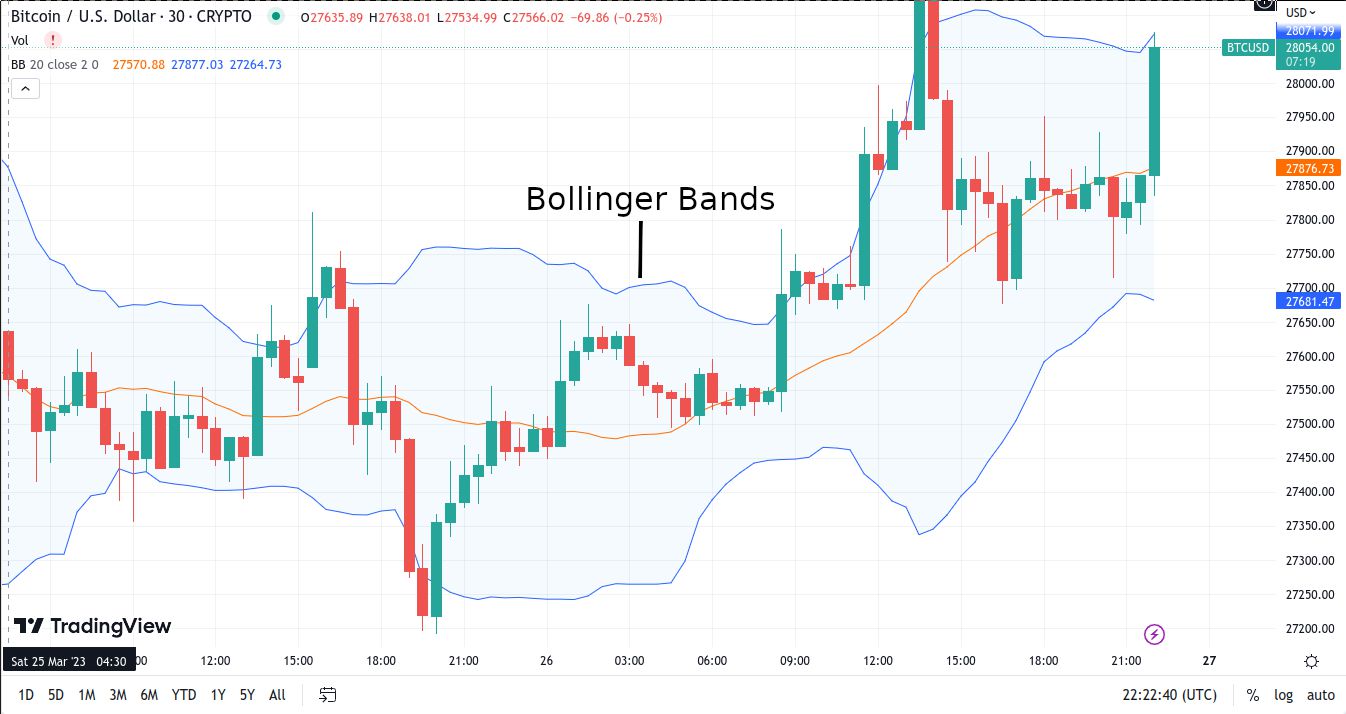 Bitcoin / U.S. Dollar · 30 · CRYPTO O27635.89 H27638.01 L27534.99 C27566.02 −69.86 (−0.25%)
USD
Vol !
28071.99
BTCUSD 28054.00
07:19
BB 20 close 2 0 27570.88 27877.03 27264.73
28000.00
27950.00
27900.00
27876.73
27850.00
Bollinger Bands
27800.00
27750.00
27700.00
27681.47
27650.00
27600.00
27550.00
27500.00
27450.00
27400.00
27350.00
27300.00
27250.00
TradingView
27200.00
Sat 25 Mar '23 04:30 :00 12:00 15:00 18:00 21:00 26 03:00 06:00 09:00 12:00 15:00 18:00 21:00 27
1D 5D 1M 3M 6M YTD 1Y 5Y All 22:22:40 (UTC) % log auto